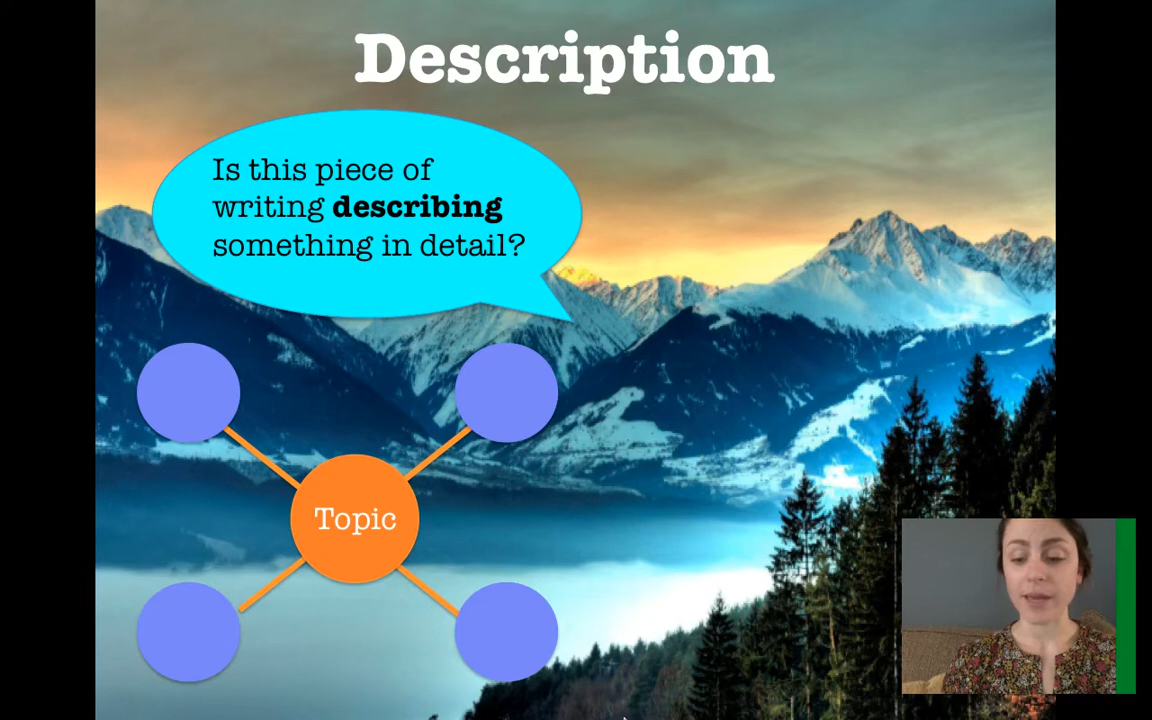 Description
Is this piece of
writing describing
something in detail?
Topic